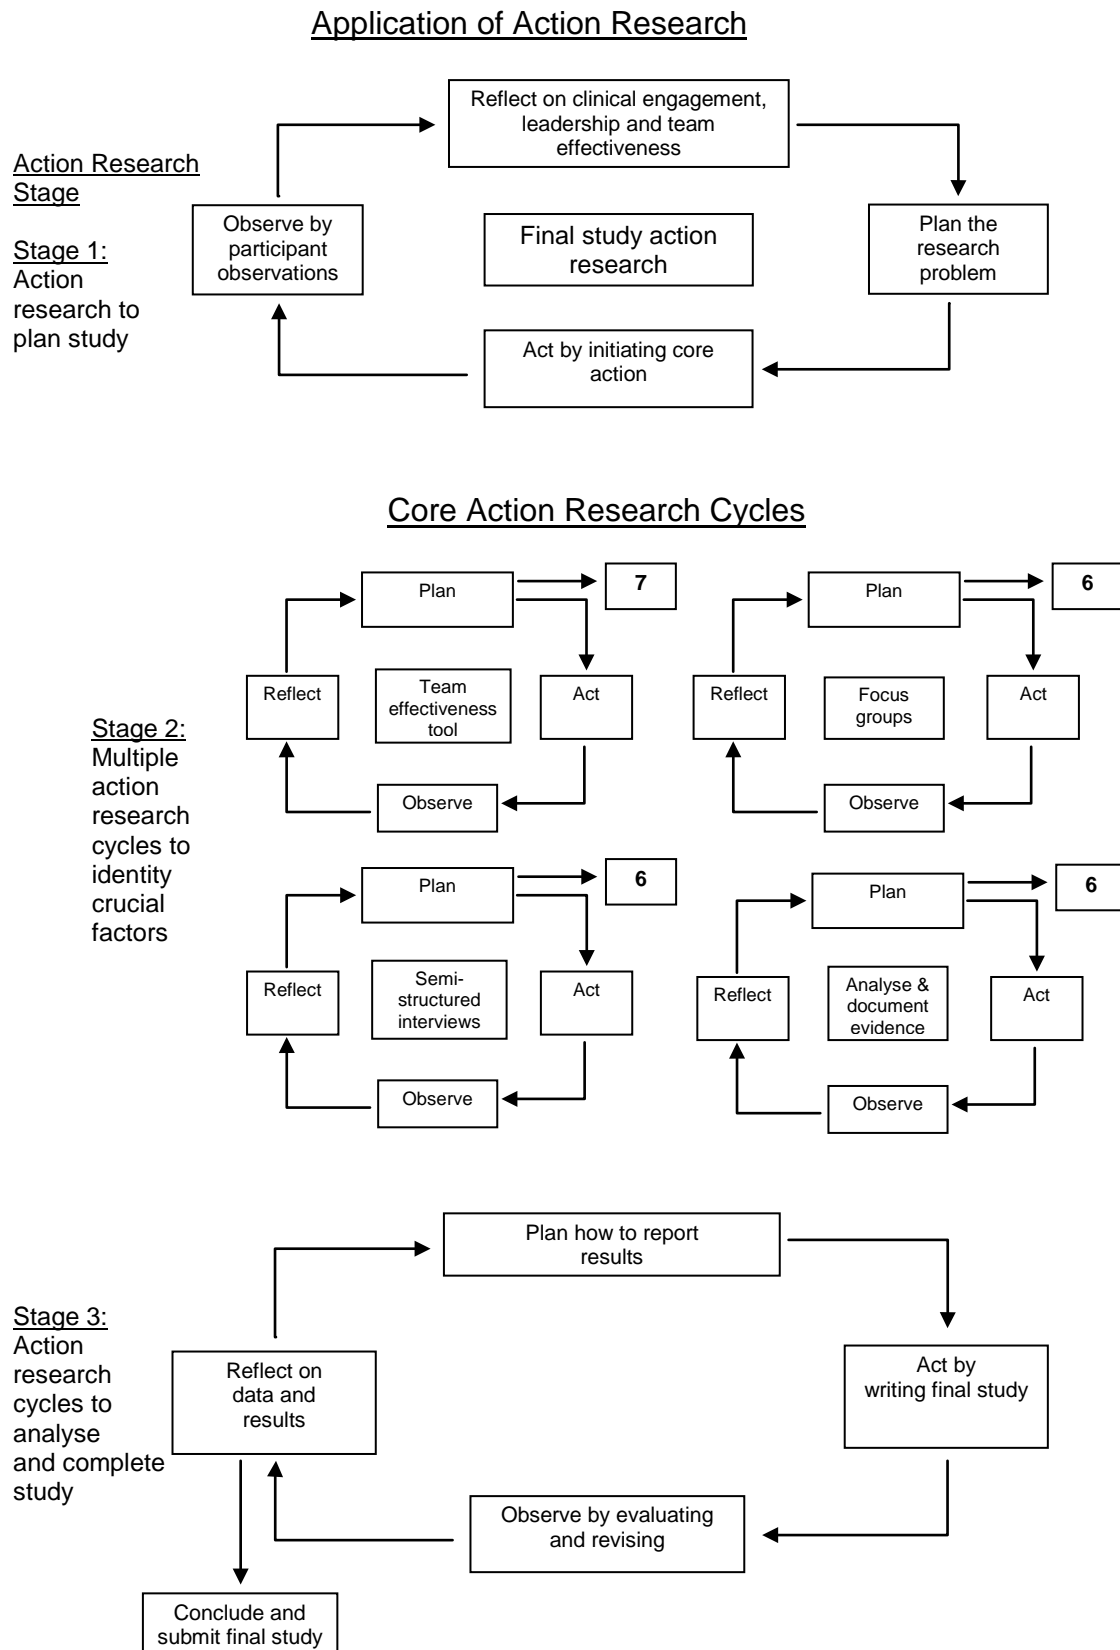 Application of Action Research
Action Research
Stage
Stage 1:
Action
research to
plan study
Reflect on clinical engagement,
leadership and team
effectiveness
Observe by
participant
observations
Final study action
research
Plan the
research
problem
Act by initiating core
action
Core Action Research Cycles
Stage 2:
Multiple
action
research
cycles to
identity
crucial
factors
Plan
7
Reflect
Team
effectiveness
tool
Act
Observe
Plan
6
Reflect
Focus
groups
Act
Observe
Plan
6
Reflect
Semi-
structured
interviews
Act
Observe
Plan
6
Reflect
Analyse &
document
evidence
Act
Observe
Stage 3:
Action
research
cycles to
analyse
and complete
study
Plan how to report
results
Reflect on
data and
results
Act by
writing final study
Observe by evaluating
and revising
Conclude and
submit final study